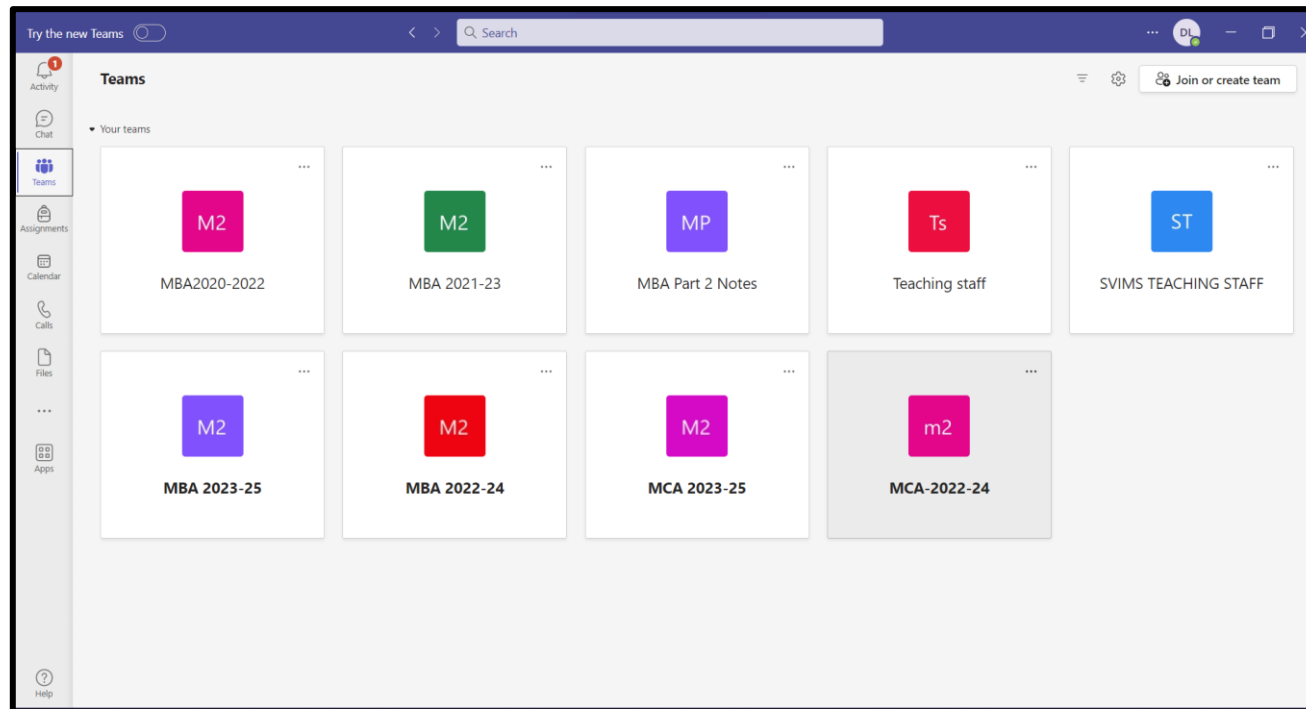 Try the new Teams
Search
...
DL
1
Activity
Chat
Teams
Assignments
Calendar
Calls
Files
...
Apps
Help
Teams
Join or create team
Your teams
...
M2
MBA2020-2022
...
M2
MBA 2021-23
...
MP
MBA Part 2 Notes
...
Ts
Teaching staff
...
ST
SVIMS TEACHING STAFF
...
M2
MBA 2023-25
...
M2
MBA 2022-24
...
M2
MCA 2023-25
...
m2
MCA-2022-24